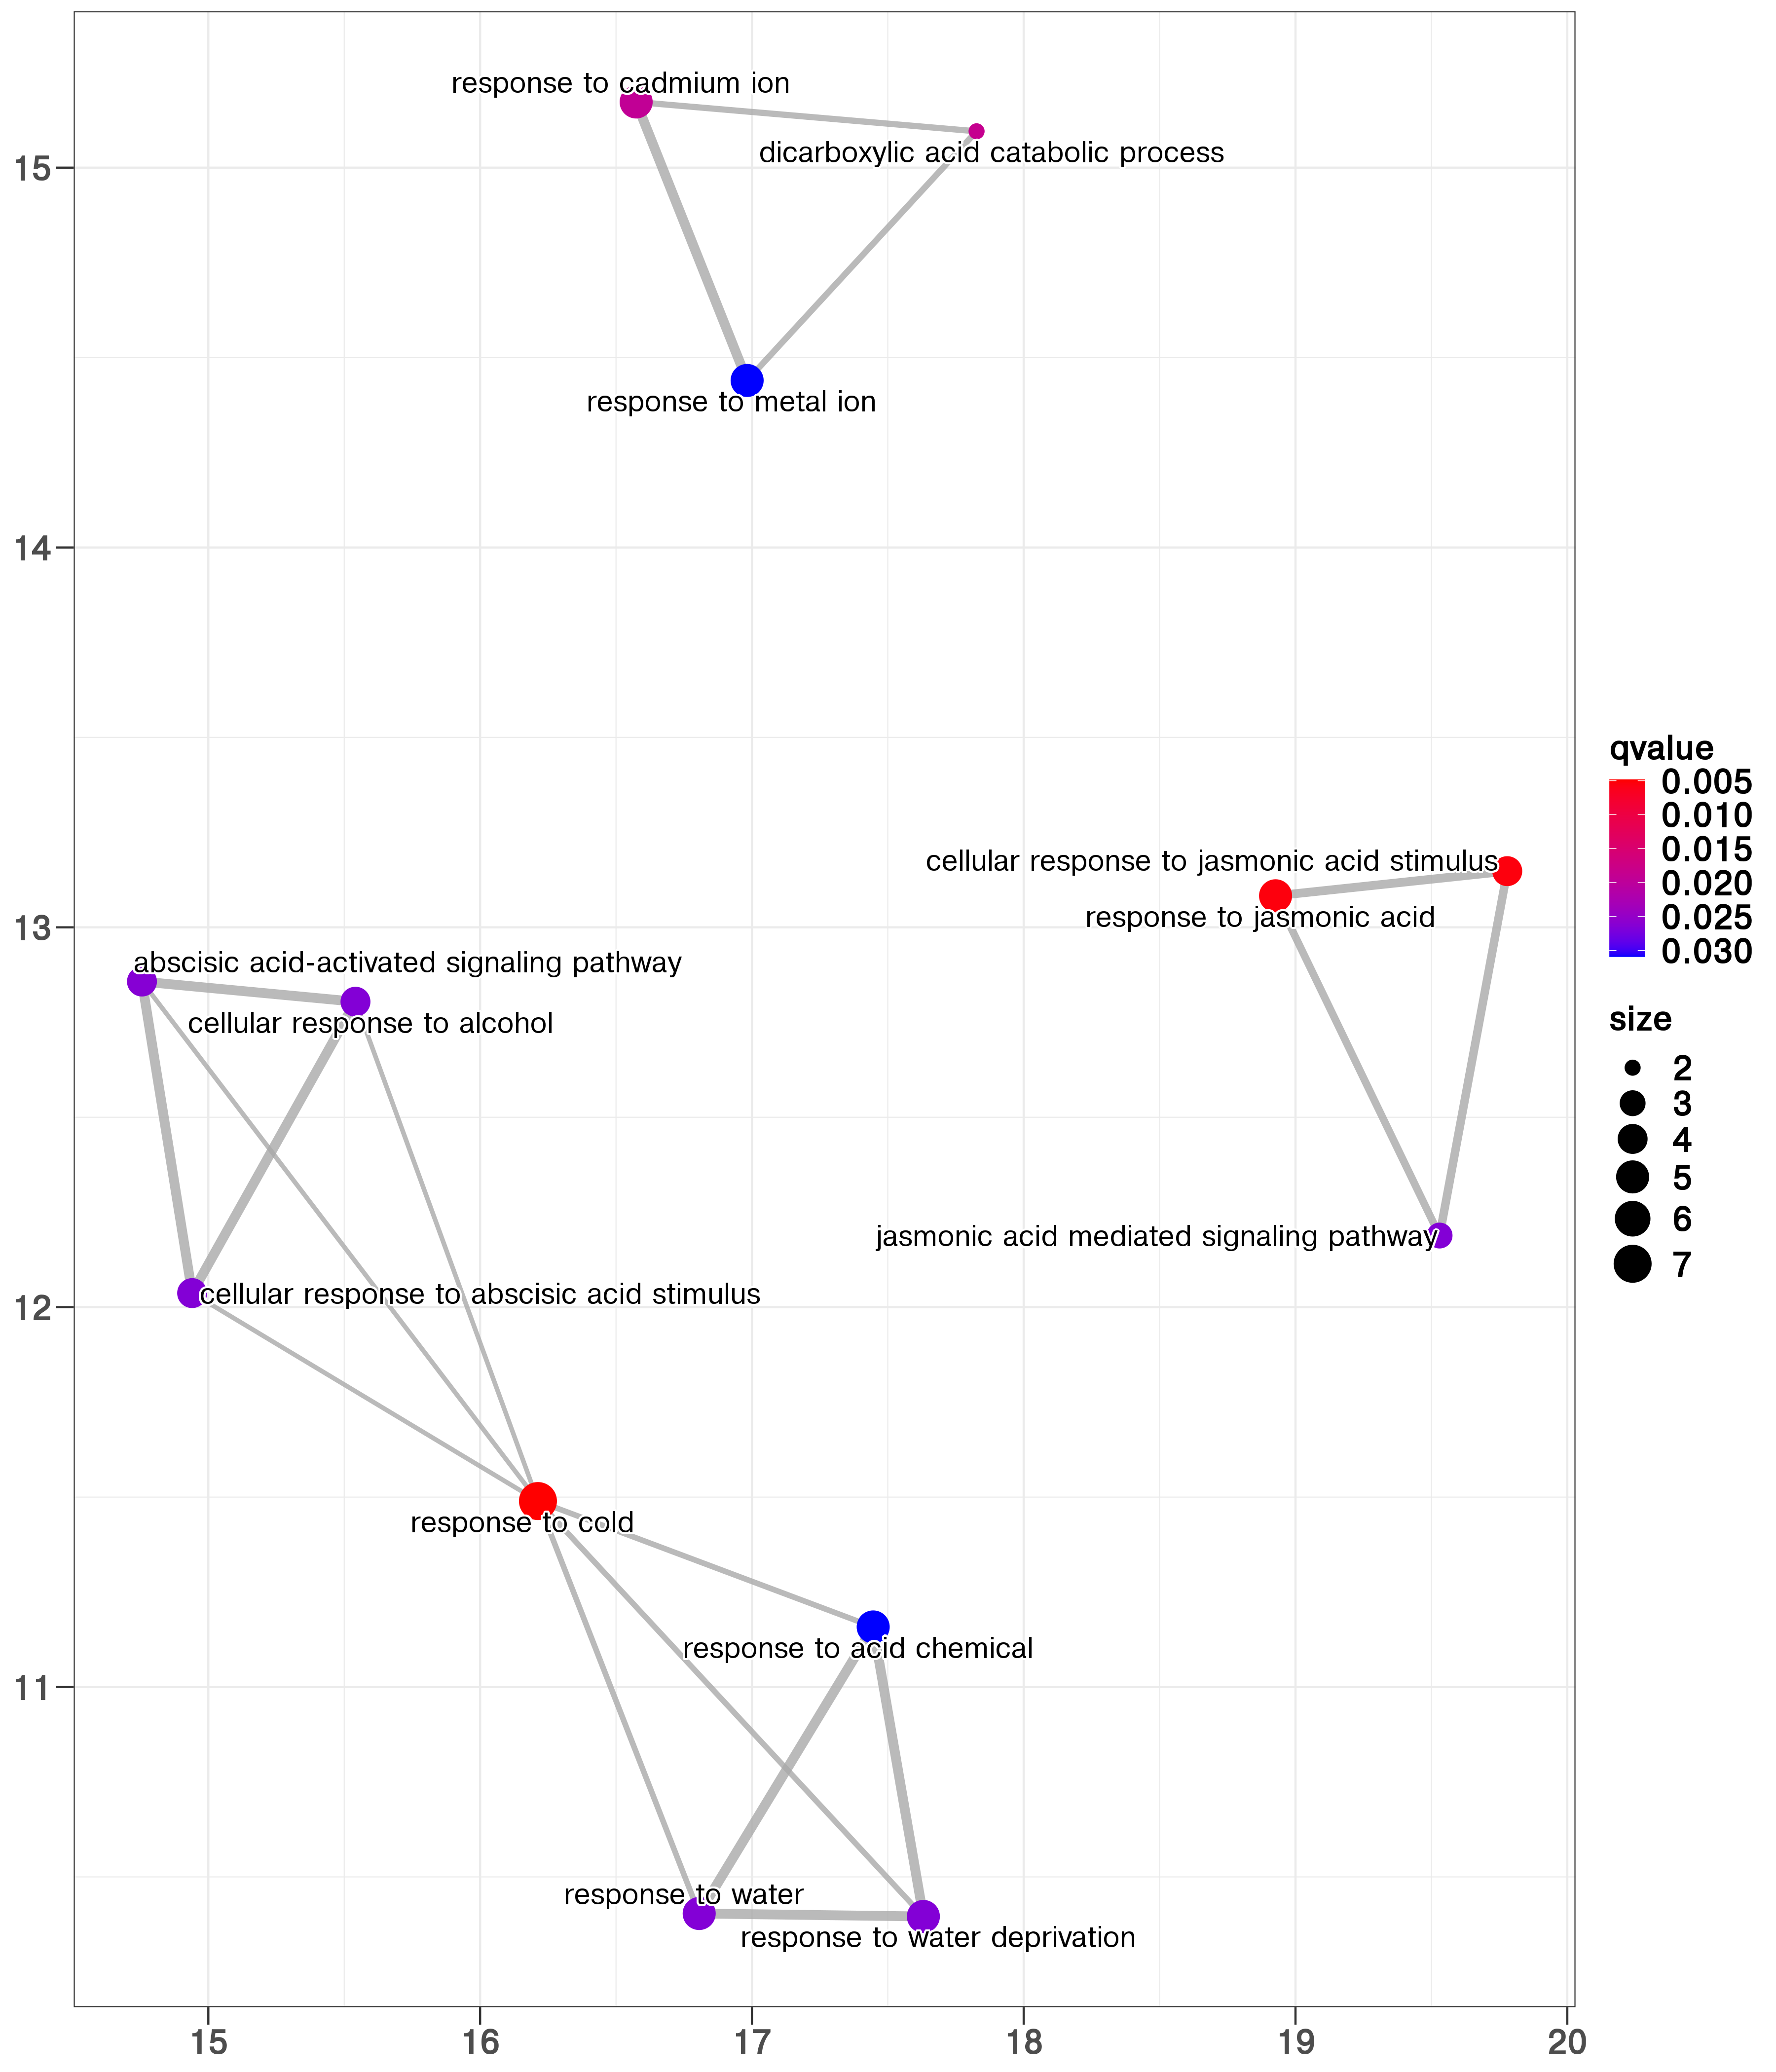 response to cadmium ion
dicarboxylic acid catabolic process
15
response to metal ion
14
qvalue
0.005
0.010
0.015
0.020
0.025
0.030
cellular response to jasmonic acid stimulus
response to jasmonic acid
13
abscisic acid-activated signaling pathway
cellular response to alcohol
size
2
3
4
5
6
7
jasmonic acid mediated signaling pathway
cellular response to abscisic acid stimulus
12
response to cold
response to acid chemical
11
response to water
response to water deprivation
15 16 17 18 19 20